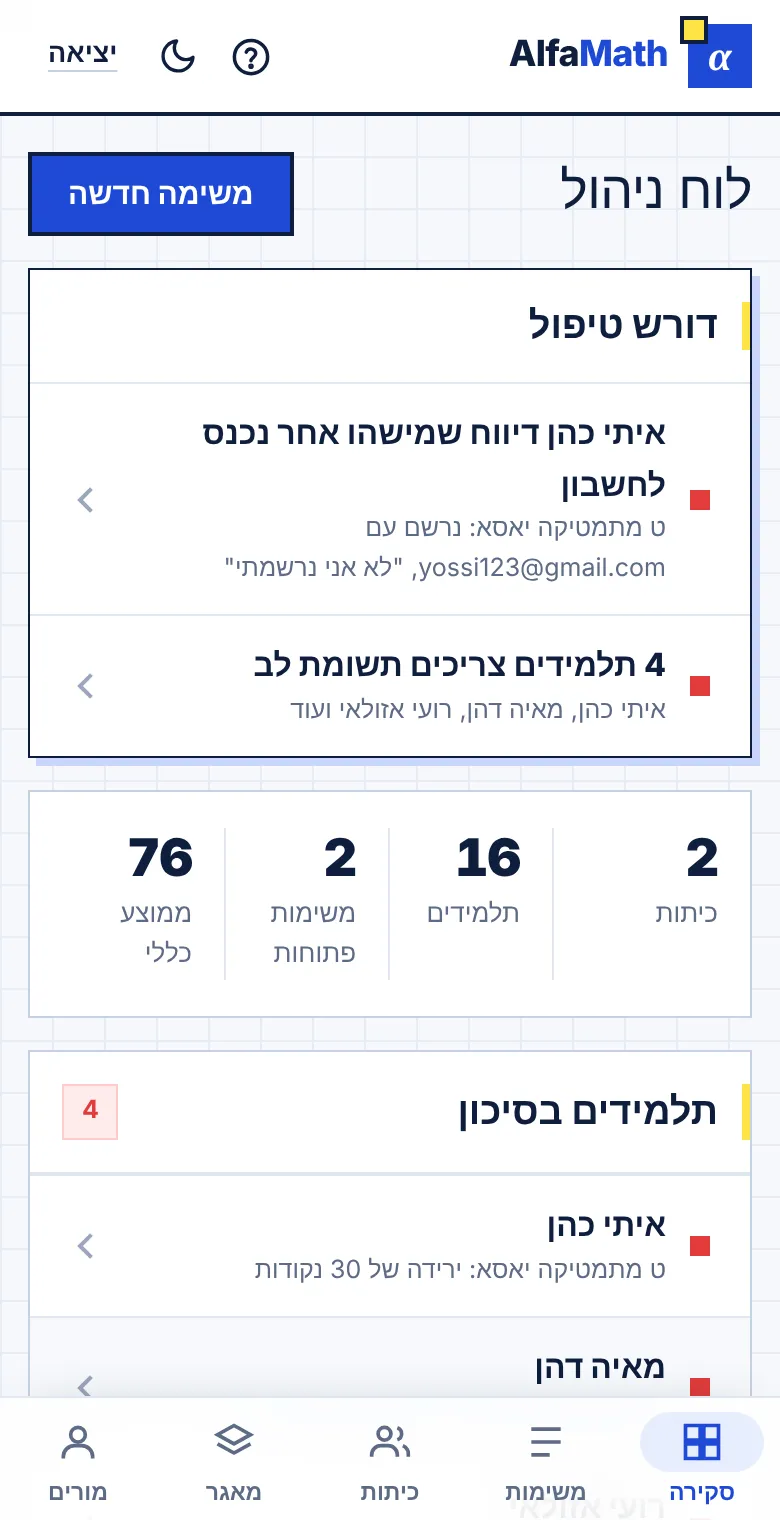 α
AlfaMath
יציאה
לוח ניהול
משימה חדשה
דורש טיפול
איתי כהן דיווח שמישהו אחר נכנס
לחשבון
ט מתמטיקה יאסא: נרשם עם
yossi123@gmail.com, "לא אני נרשמתי"
4 תלמידים צריכים תשומת לב
איתי כהן, מאיה דהן, רועי אזולאי ועוד
2
כיתות
16
תלמידים
2
משימות
פתוחות
76
ממוצע
כללי
תלמידים בסיכון
4
איתי כהן
ט מתמטיקה יאסא: ירידה של 30 נקודות
מאיה דהן
רועי אזולאי
סקירה
משימות
כיתות
מאגר
מורים